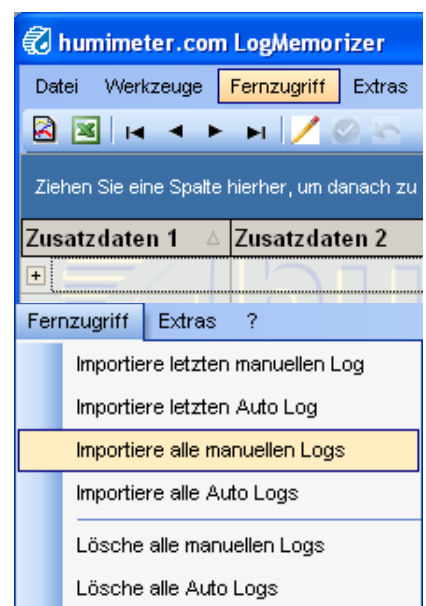 humimeter.com LogMemorizer
Datei Werkzeuge Fernzugriff Extras
Ziehen Sie eine Spalte hierher, um danach zu
Zusatzdaten 1 Zusatzdaten 2
Fernzugriff Extras ?
Importiere letzten manuellen Log
Importiere letzten Auto Log
Importiere alle manuellen Logs
Importiere alle Auto Logs
Lösche alle manuellen Logs
Lösche alle Auto Logs